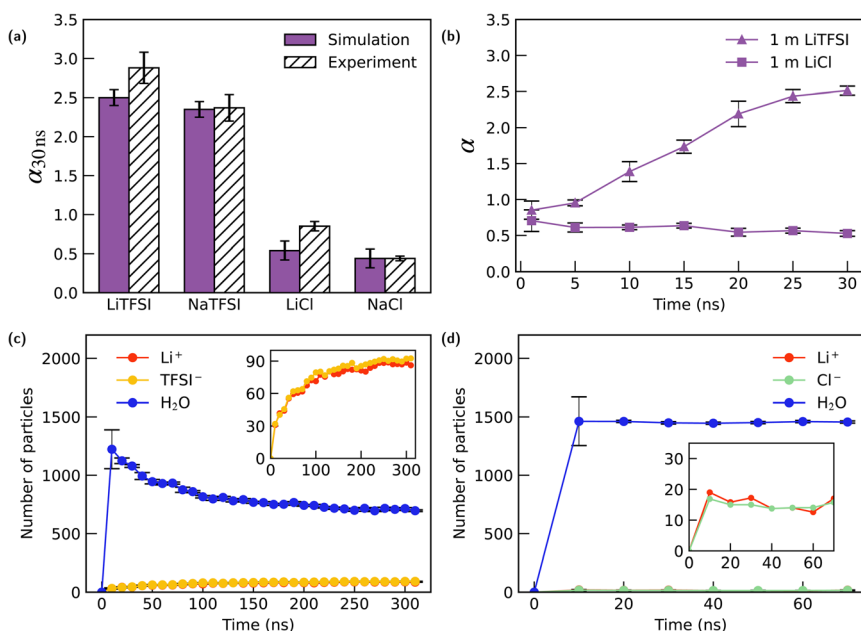 (a)
3.5
3.0
2.5
2.0
1.5
1.0
0.5
0.0
α30 ns
Simulation
Experiment
LiTFSI NaTFSI LiCl NaCl
(b)
3.5
3.0
2.5
2.0
1.5
1.0
0.5
0.0
α
1 m LiTFSI
1 m LiCl
0 5 10 15 20 25 30
Time (ns)
(c)
2000
1500
1000
500
0
Number of particles
Li⁺
TFSI⁻
H₂O
90
60
30
0
0 100 200 300
0 50 100 150 200 250 300
Time (ns)
(d)
2000
1500
1000
500
0
Number of particles
Li⁺
Cl⁻
H₂O
30
20
10
0
0 20 40 60
0 20 40 60
Time (ns)